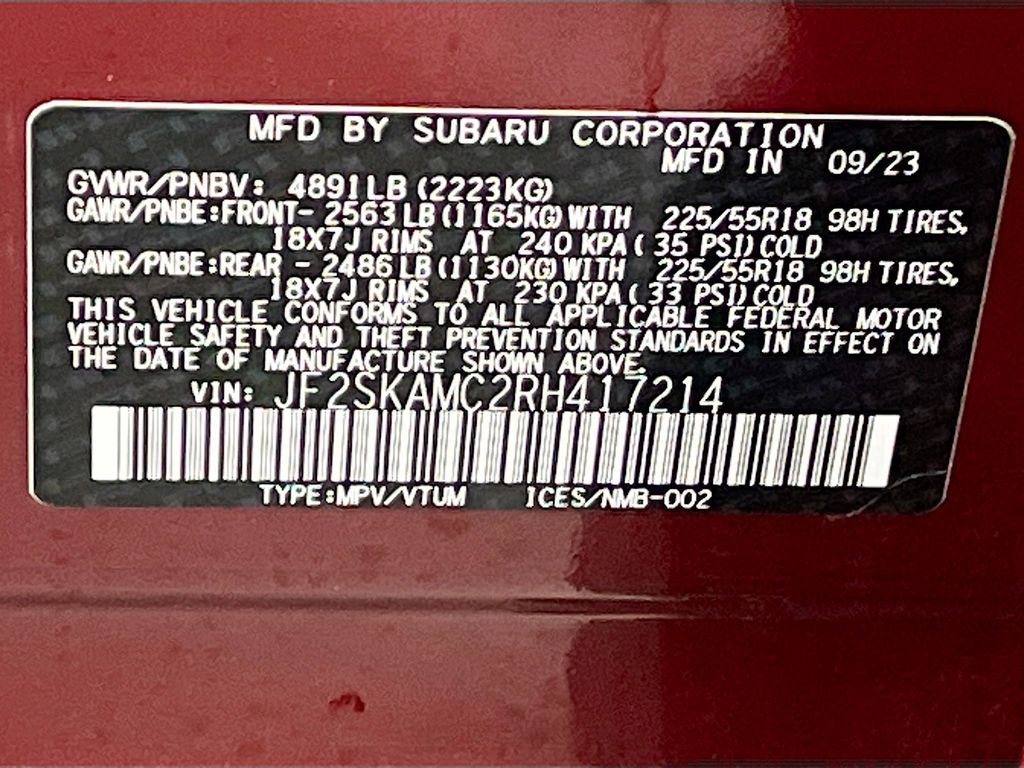 MFD BY SUBARU CORPORATION
MFD IN 09/23
GVWR/PNBV: 4891LB (2223KG)
GAWR/PNBE:FRONT- 2563LB (1165KG) WITH 225/55R18 98H TIRES,
18X7J RIMS AT 240 KPA ( 35 PSI) COLD
GAWR/PNBE:REAR - 2486LB (1130KG) WITH 225/55R18 98H TIRES,
18X7J RIMS AT 230 KPA ( 33 PSI) COLD
THIS VEHICLE CONFORMS TO ALL APPLICABLE FEDERAL MOTOR
VEHICLE SAFETY AND THEFT PREVENTION STANDARDS IN EFFECT ON
THE DATE OF MANUFACTURE SHOWN ABOVE.
VIN: JF2SKAMC2RH417214
TYPE:MPV/VTUM ICES/NMB-002